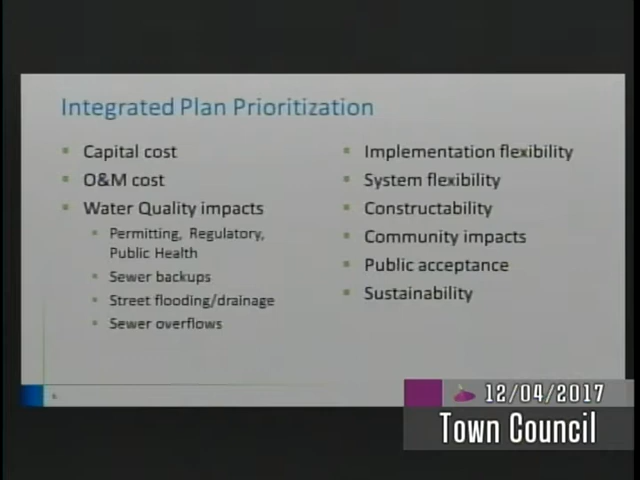 Integrated Plan Prioritization
Capital cost
O&M cost
Water Quality impacts
Permitting, Regulatory,
Public Health
Sewer backups
Street flooding/drainage
Sewer overflows
Implementation flexibility
System flexibility
Constructability
Community impacts
Public acceptance
Sustainability
12/04/2017
Town Council